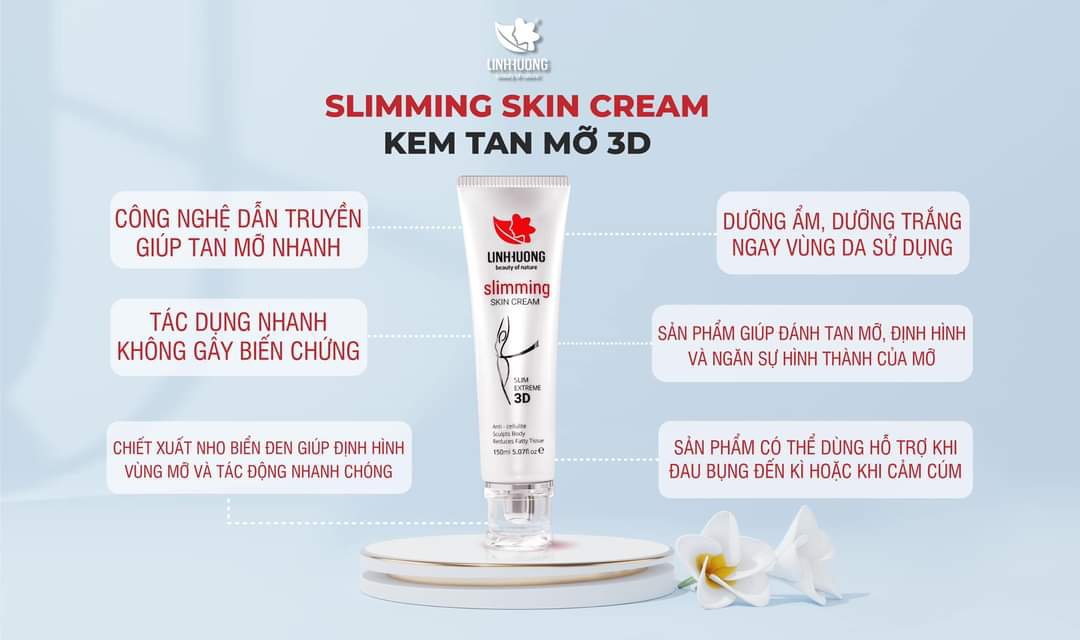 LINH HUONG
SLIMMING SKIN CREAM
KEM TAN MỠ 3D
CÔNG NGHỆ DẪN TRUYỀN
GIÚP TAN MỠ NHANH
TÁC DỤNG NHANH
KHÔNG GÂY BIẾN CHỨNG
CHIẾT XUẤT NHO BIỂN ĐEN GIÚP ĐỊNH HÌNH
VÙNG MỠ VÀ TÁC ĐỘNG NHANH CHÓNG
LINH HUONG
beauty of nature
slimming
SKIN CREAM
SLIM
EXTREME
3D
Anti - cellulite
Sculpts Body
Reduces Fatty Tissue
150ml 5.07fl oz e
DƯỠNG ẨM, DƯỠNG TRẮNG
NGAY VÙNG DA SỬ DỤNG
SẢN PHẨM GIÚP ĐÁNH TAN MỠ, ĐỊNH HÌNH
VÀ NGĂN SỰ HÌNH THÀNH CỦA MỠ
SẢN PHẨM CÓ THỂ DÙNG HỖ TRỢ KHI
ĐAU BỤNG ĐẾN KÌ HOẶC KHI CẢM CÚM